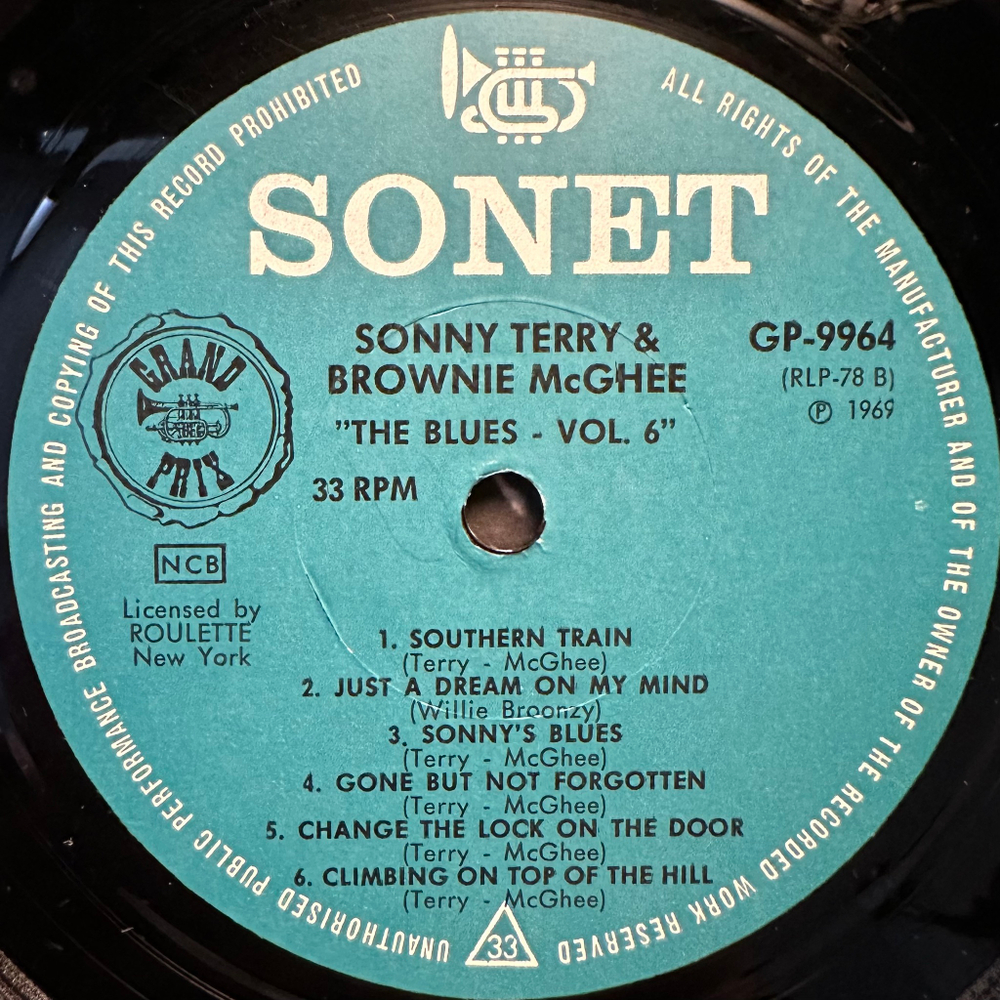 ALL RIGHTS OF THE MANUFACTURER AND OF THE OWNER OF THE RECORDED WORK RESERVED
UNAUTHORISED PUBLIC PERFORMANCE BROADCASTING AND COPYING OF THIS RECORD PROHIBITED
SONET
SONNY TERRY &
BROWNIE McGHEE
"THE BLUES - VOL. 6"
33 RPM
GP-9964
(RLP-78 B)
℗ 1969
GRAND
PRIX
NCB
Licensed by
ROULETTE
New York
1. SOUTHERN TRAIN
(Terry - McGhee)
2. JUST A DREAM ON MY MIND
(Willie Broonzy)
3. SONNY'S BLUES
(Terry - McGhee)
4. GONE BUT NOT FORGOTTEN
(Terry - McGhee)
5. CHANGE THE LOCK ON THE DOOR
(Terry - McGhee)
6. CLIMBING ON TOP OF THE HILL
(Terry - McGhee)
33